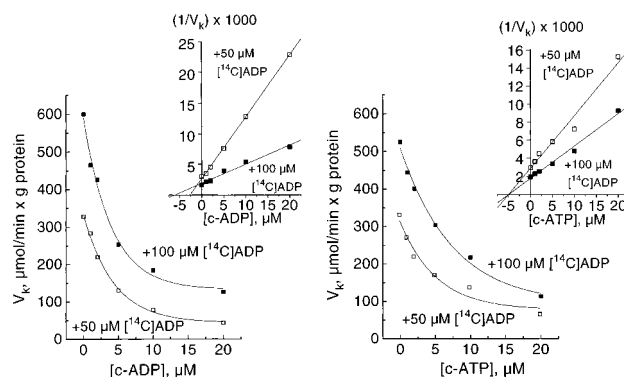 (1/Vk) x 1000
25
20
15
10
5
0
+50 µM
[¹⁴C]ADP
+100 µM
[¹⁴C]ADP
-5 0 5 10 15 20
[c-ADP], µM
Vk, µmol/min x g protein
600
500
400
300
200
100
0
+100 µM [¹⁴C]ADP
+50 µM [¹⁴C]ADP
0 5 10 15 20
[c-ADP], µM
(1/Vk) x 1000
16
14
12
10
8
6
4
2
+50 µM
[¹⁴C]ADP
+100 µM
[¹⁴C]ADP
-5 0 5 10 15 20
[c-ATP], µM
Vk, µmol/min x g protein
600
500
400
300
200
100
0
+100 µM [¹⁴C]ADP
+50 µM [¹⁴C]ADP
0 5 10 15 20
[c-ATP], µM